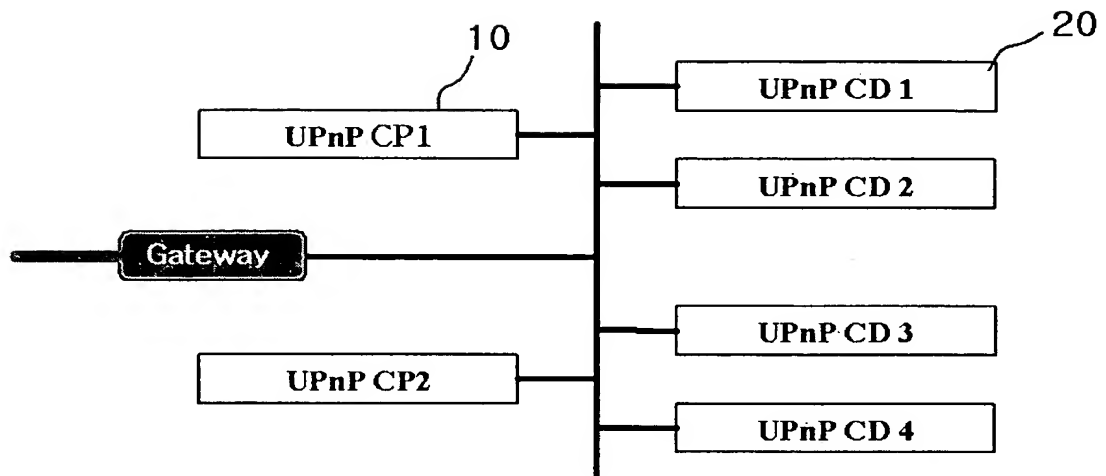 10
20
UPnP CD 1
UPnP CP1
UPnP CD 2
Gateway
UPnP CD 3
UPnP CP2
UPnP CD 4